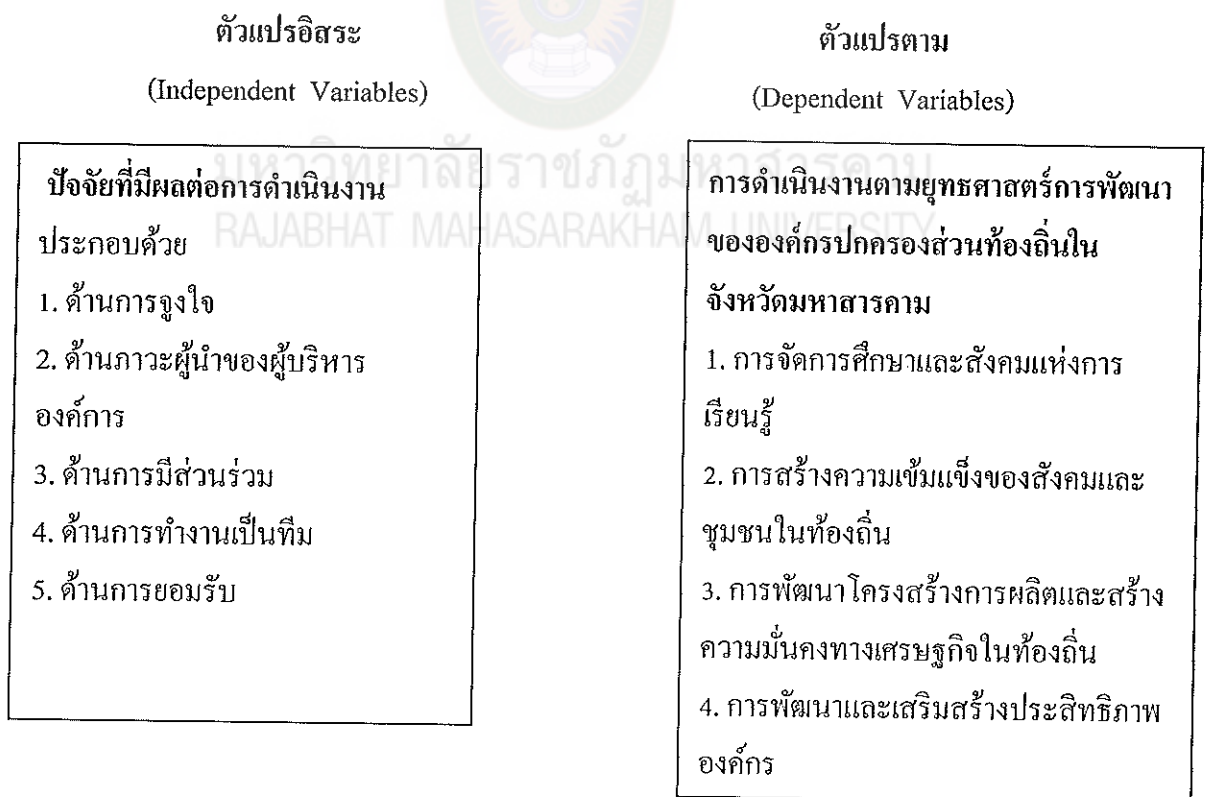 ตัวแปรอิสระ
(Independent Variables)
ตัวแปรตาม
(Dependent Variables)
มหาวิทยาลัยราชภัฏมหาสารคาม
RAJABHAT MAHASARAKHAM UNIVERSITY
ปัจจัยที่มีผลต่อการดำเนินงาน
ประกอบด้วย
1. ด้านการจูงใจ
2. ด้านภาวะผู้นำของผู้บริหาร
องค์การ
3. ด้านการมีส่วนร่วม
4. ด้านการทำงานเป็นทีม
5. ด้านการยอมรับ
การดำเนินงานตามยุทธศาสตร์การพัฒนา
ขององค์กรปกครองส่วนท้องถิ่นใน
จังหวัดมหาสารคาม
1. การจัดการศึกษาและสังคมแห่งการ
เรียนรู้
2. การสร้างความเข้มแข็งของสังคมและ
ชุมชนในท้องถิ่น
3. การพัฒนาโครงสร้างการผลิตและสร้าง
ความมั่นคงทางเศรษฐกิจในท้องถิ่น
4. การพัฒนาและเสริมสร้างประสิทธิภาพ
องค์กร